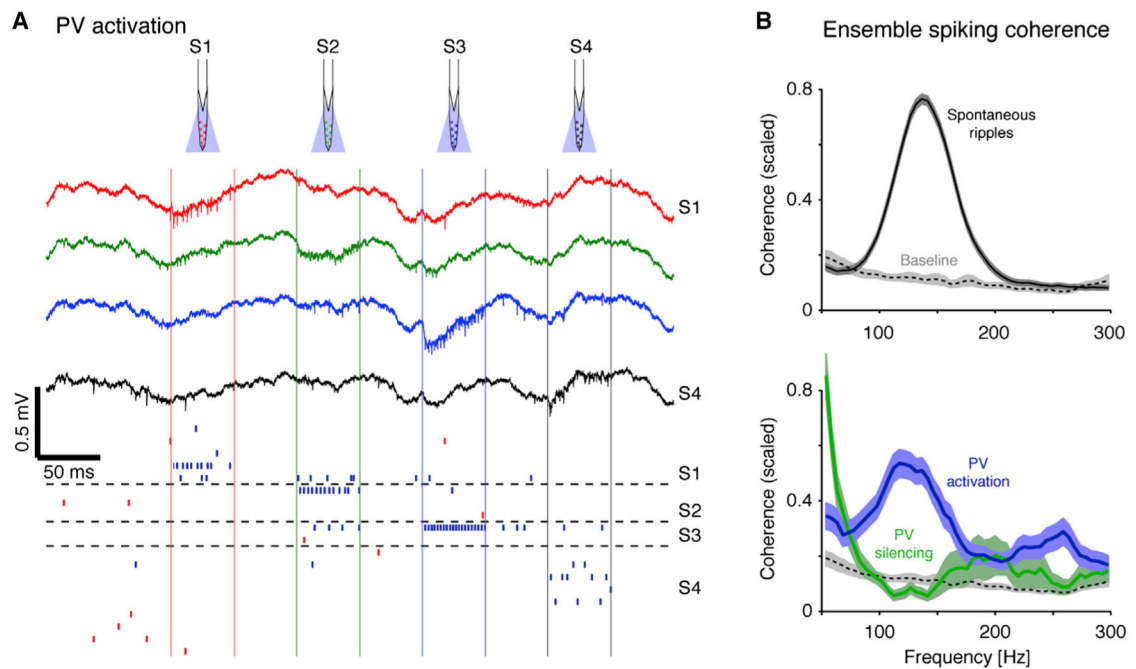 A PV activation
S1 S2 S3 S4
S1
S4
0.5 mV
50 ms
S1
S2
S3
S4
B Ensemble spiking coherence
0.8
Spontaneous
ripples
Coherence (scaled)
0.4
Baseline
0
100 200 300
0.8
PV
activation
Coherence (scaled)
0.4
PV
silencing
0
100 200 300
Frequency [Hz]